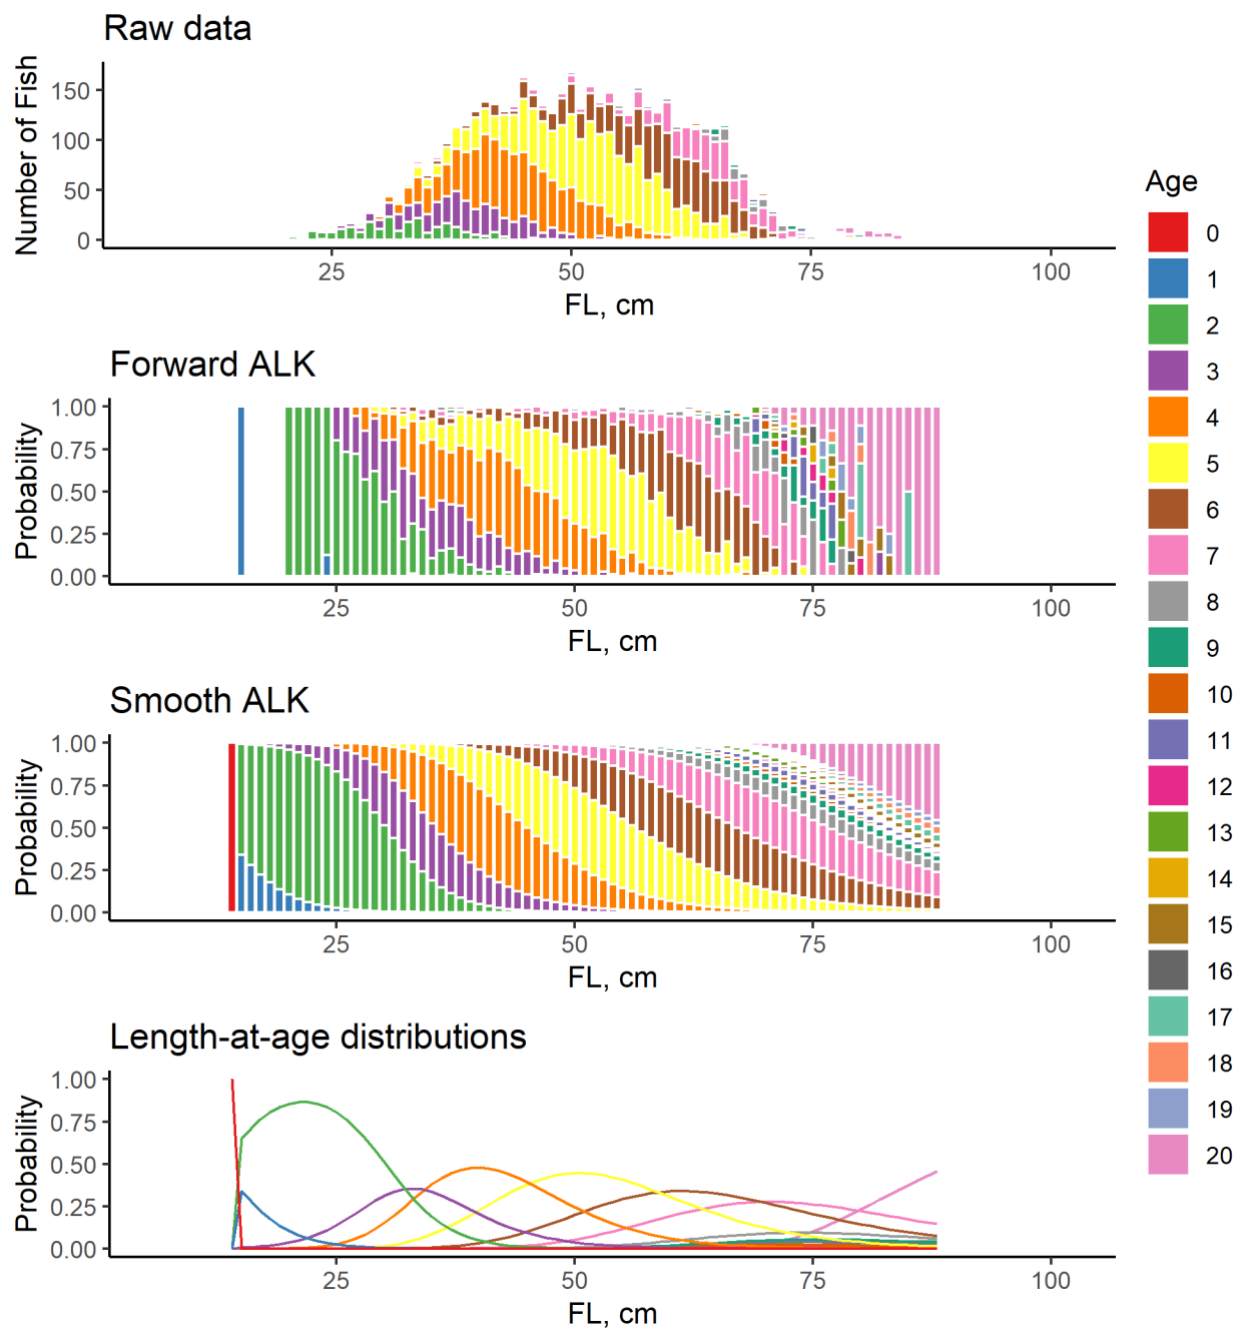 Raw data
Number of Fish
150
100
50
0
25 50 75 100
FL, cm
Forward ALK
Probability
1.00
0.75
0.50
0.25
0.00
25 50 75 100
FL, cm
Smooth ALK
Probability
1.00
0.75
0.50
0.25
0.00
25 50 75 100
FL, cm
Length-at-age distributions
Probability
1.00
0.75
0.50
0.25
0.00
25 50 75 100
FL, cm
Age
0
1
2
3
4
5
6
7
8
9
10
11
12
13
14
15
16
17
18
19
20